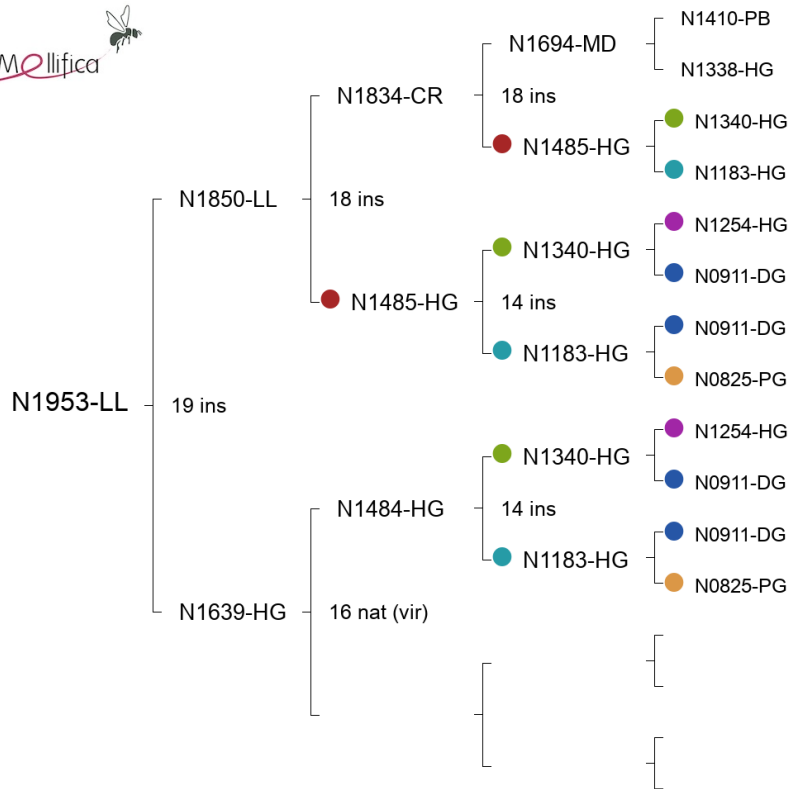 N1410-PB
N1694-MD
Mellifica
N1338-HG
N1834-CR
18 ins
N1340-HG
N1485-HG
N1183-HG
N1850-LL
18 ins
N1254-HG
N1340-HG
N0911-DG
N1485-HG
14 ins
N0911-DG
N1183-HG
N0825-PG
N1953-LL
19 ins
N1254-HG
N1340-HG
N0911-DG
N1484-HG
14 ins
N0911-DG
N1183-HG
N0825-PG
N1639-HG
16 nat (vir)